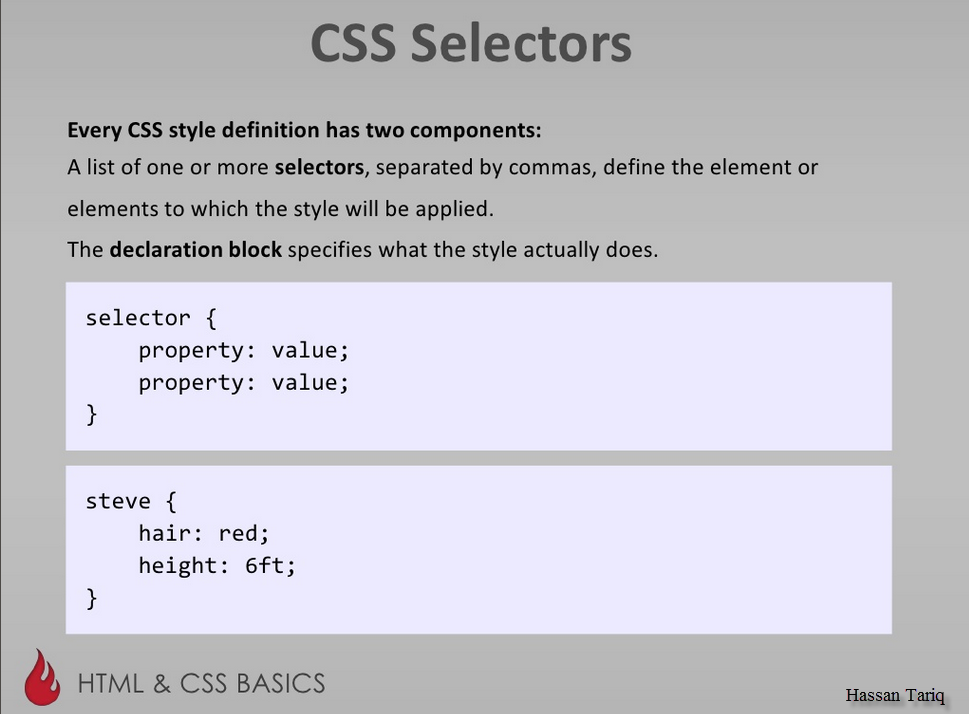 CSS Selectors
Every CSS style definition has two components:
A list of one or more selectors, separated by commas, define the element or
elements to which the style will be applied.
The declaration block specifies what the style actually does.
selector {
    property: value;
    property: value;
}
steve {
    hair: red;
    height: 6ft;
}
HTML & CSS BASICS
Hassan Tariq